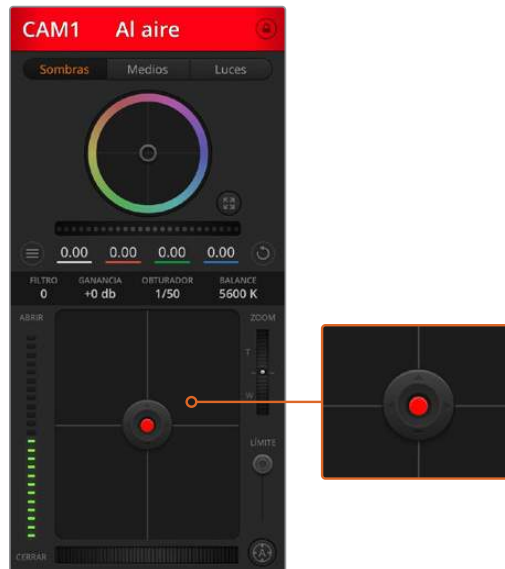 CAM1 Al aire
Sombras Medios Luces
0.00 0.00 0.00 0.00
FILTRO GANANCIA OBTURADOR BALANCE
0 +0 db 1/50 5600 K
ABRIR ZOOM
T
W
LÍMITE
CERRAR A